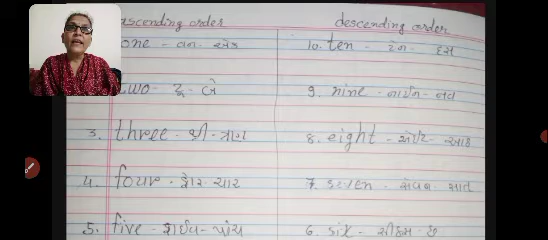 ascending order
descending order
one - વન - એક
10. ten - ટેન - દસ
two - ટૂ - બે
9. nine - નાઈન - નવ
3. three - થ્રી - ત્રણ
8. eight - એઈટ - આઠ
4. four - ફોર - ચાર
7. seven - સેવન - સાત
5. five - ફાઈવ - પાંચ
6. six - સીક્સ - છ